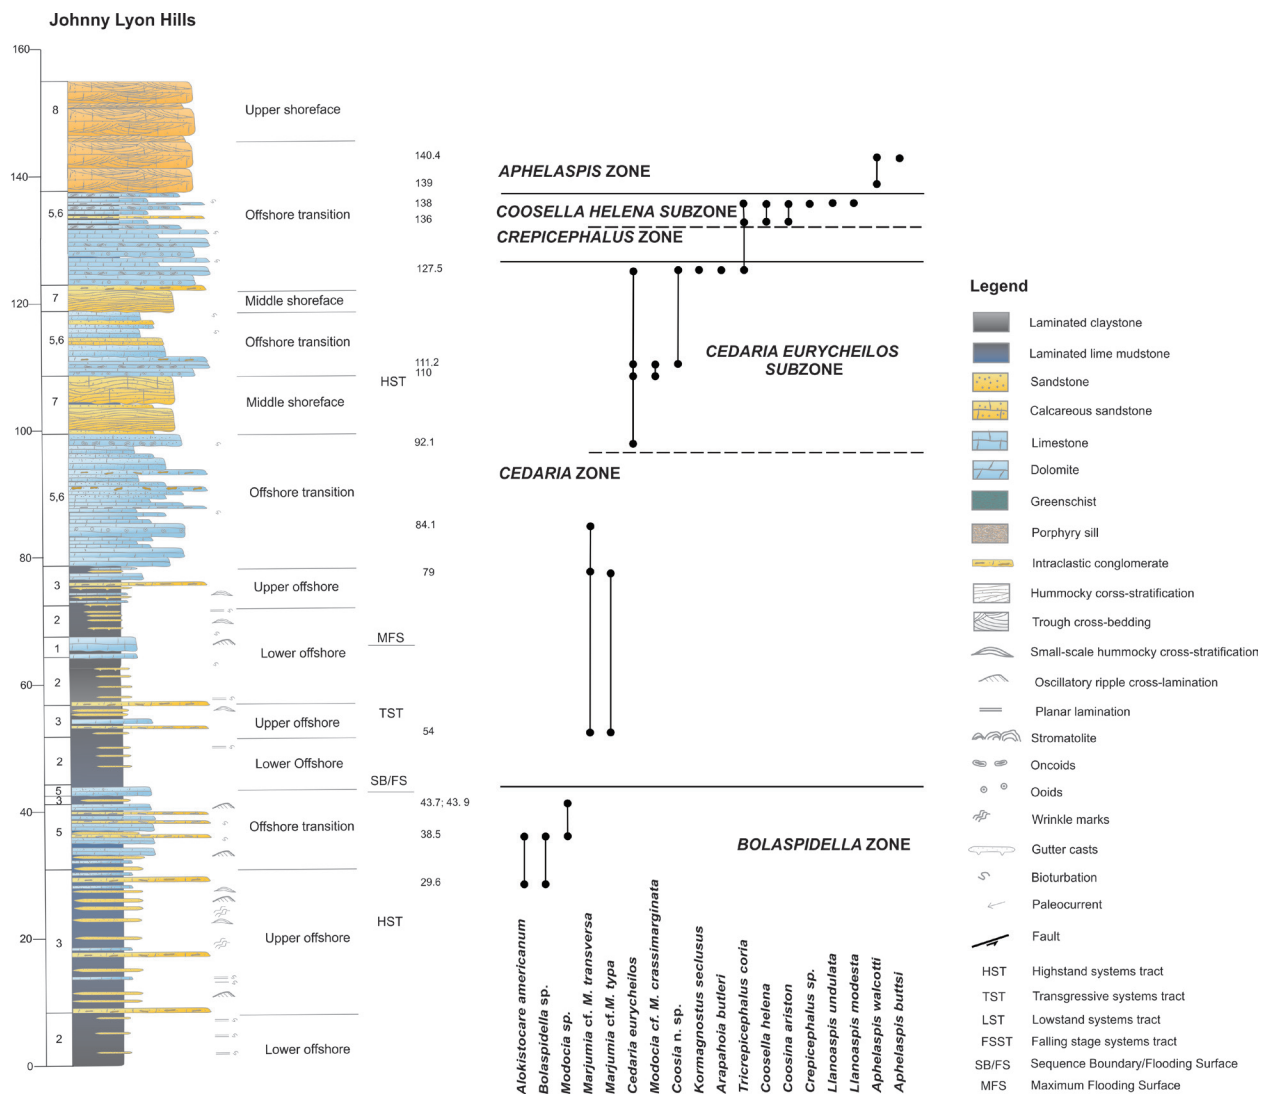 Johnny Lyon Hills
160
140
120
100
80
60
40
20
0
8
5,6
7
5,6
7
5,6
3
2
1
2
3
2
5
3
5
3
2
Upper shoreface
Offshore transition
Middle shoreface
Offshore transition
Middle shoreface
Offshore transition
Upper offshore
Lower offshore
Upper offshore
Lower Offshore
Offshore transition
Upper offshore
Lower offshore
HST
MFS
TST
SB/FS
HST
140.4
139
138
136
127.5
111.2
110
92.1
84.1
79
54
43.7; 43. 9
38.5
29.6
APHELASPIS ZONE
COOSELLA HELENA SUBZONE
CREPICEPHALUS ZONE
CEDARIA EURYCHEILOS
SUBZONE
CEDARIA ZONE
BOLASPIDELLA ZONE
Alokistocare americanum
Bolaspidella sp.
Modocia sp.
Marjumia cf. M. transversa
Marjumia cf.M. typa
Cedaria eurycheilos
Modocia cf. M. crassimarginata
Coosia n. sp.
Kormagnostus seclusus
Arapahoia butleri
Tricrepicephalus coria
Coosella helena
Coosina ariston
Crepicephalus sp.
Llanoaspis undulata
Llanoaspis modesta
Aphelaspis walcotti
Aphelaspis buttsi
Legend
Laminated claystone
Laminated lime mudstone
Sandstone
Calcareous sandstone
Limestone
Dolomite
Greenschist
Porphyry sill
Intraclastic conglomerate
Hummocky corss-stratification
Trough cross-bedding
Small-scale hummocky cross-stratification
Oscillatory ripple cross-lamination
Planar lamination
Stromatolite
Oncoids
Ooids
Wrinkle marks
Gutter casts
Bioturbation
Paleocurrent
Fault
HST Highstand systems tract
TST Transgressive systems tract
LST Lowstand systems tract
FSST Falling stage systems tract
SB/FS Sequence Boundary/Flooding Surface
MFS Maximum Flooding Surface